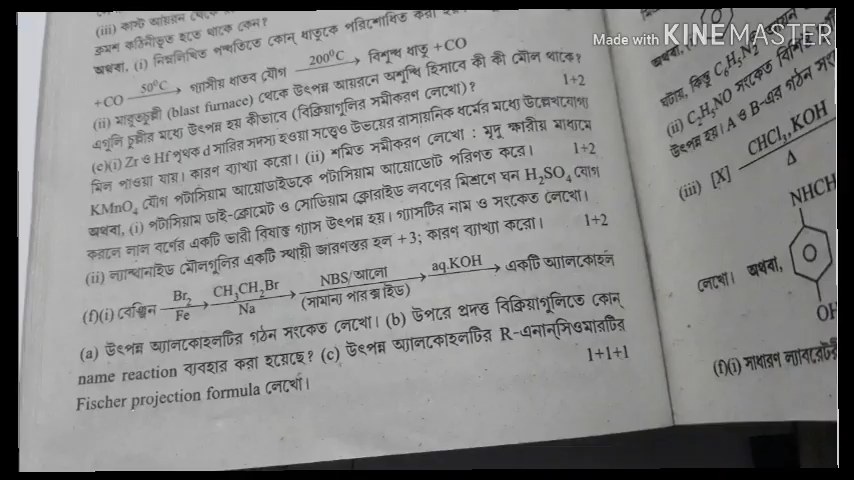 (iii) কাস্ট আয়রন থেকে
ক্রমশ কঠিনীভূত হতে থাকে কেন?
অথবা, (i) নিম্নলিখিত পদ্ধতিতে কোন্ ধাতুকে পরিশোধিত করা
+CO 50°C গ্যাসীয় ধাতব যৌগ 200°C বিশুদ্ধ ধাতু +CO
(ii) মারুতচুল্লী (blast furnace) থেকে উৎপন্ন আয়রনে অশুদ্ধি হিসাবে কী কী মৌল থাকে?
এগুলি চুল্লীর মধ্যে উৎপন্ন হয় কীভাবে (বিক্রিয়াগুলির সমীকরণ লেখো)? 1+2
(e)(i) Zr ও Hf পৃথক d সারির সদস্য হওয়া সত্ত্বেও উভয়ের রাসায়নিক ধর্মের মধ্যে উল্লেখযোগ্য
মিল পাওয়া যায়। কারণ ব্যাখ্যা করো। (ii) শমিত সমীকরণ লেখো : মৃদু ক্ষারীয় মাধ্যমে
KMnO₄ যৌগ পটাসিয়াম আয়োডাইডকে পটাসিয়াম আয়োডেটে পরিণত করে। 1+2
অথবা, (i) পটাসিয়াম ডাই-ক্রোমেট ও সোডিয়াম ক্লোরাইড লবণের মিশ্রণে ঘন H₂SO₄ যোগ
করলে লাল বর্ণের একটি ভারী বিষাক্ত গ্যাস উৎপন্ন হয়। গ্যাসটির নাম ও সংকেত লেখো।
(ii) ল্যান্থানাইড মৌলগুলির একটি স্থায়ী জারণস্তর হল +3; কারণ ব্যাখ্যা করো। 1+2
(f)(i) বেঞ্জিন Br₂ Fe CH₃CH₂Br Na NBS/আলো (সামান্য পারক্সাইড) aq.KOH একটি অ্যালকোহল
(a) উৎপন্ন অ্যালকোহলটির গঠন সংকেত লেখো। (b) উপরে প্রদত্ত বিক্রিয়াগুলিতে কোন্
name reaction ব্যবহার করা হয়েছে? (c) উৎপন্ন অ্যালকোহলটির R-এনানসিওমারটির
Fischer projection formula লেখো। 1+1+1
Made with KINEMASTER
অথবা, (i)
ঘটায়, কিন্তু C₆H₅N
(ii) C₂H₅NO সংকেত বিশিষ্ট
উৎপন্ন হয়। A ও B-এর গঠন
(iii) [X] CHCl₃, KOH Δ
NHCH
OH
লেখো। অথবা,
(f)(i) সাধারণ ল্যাবরেটরি